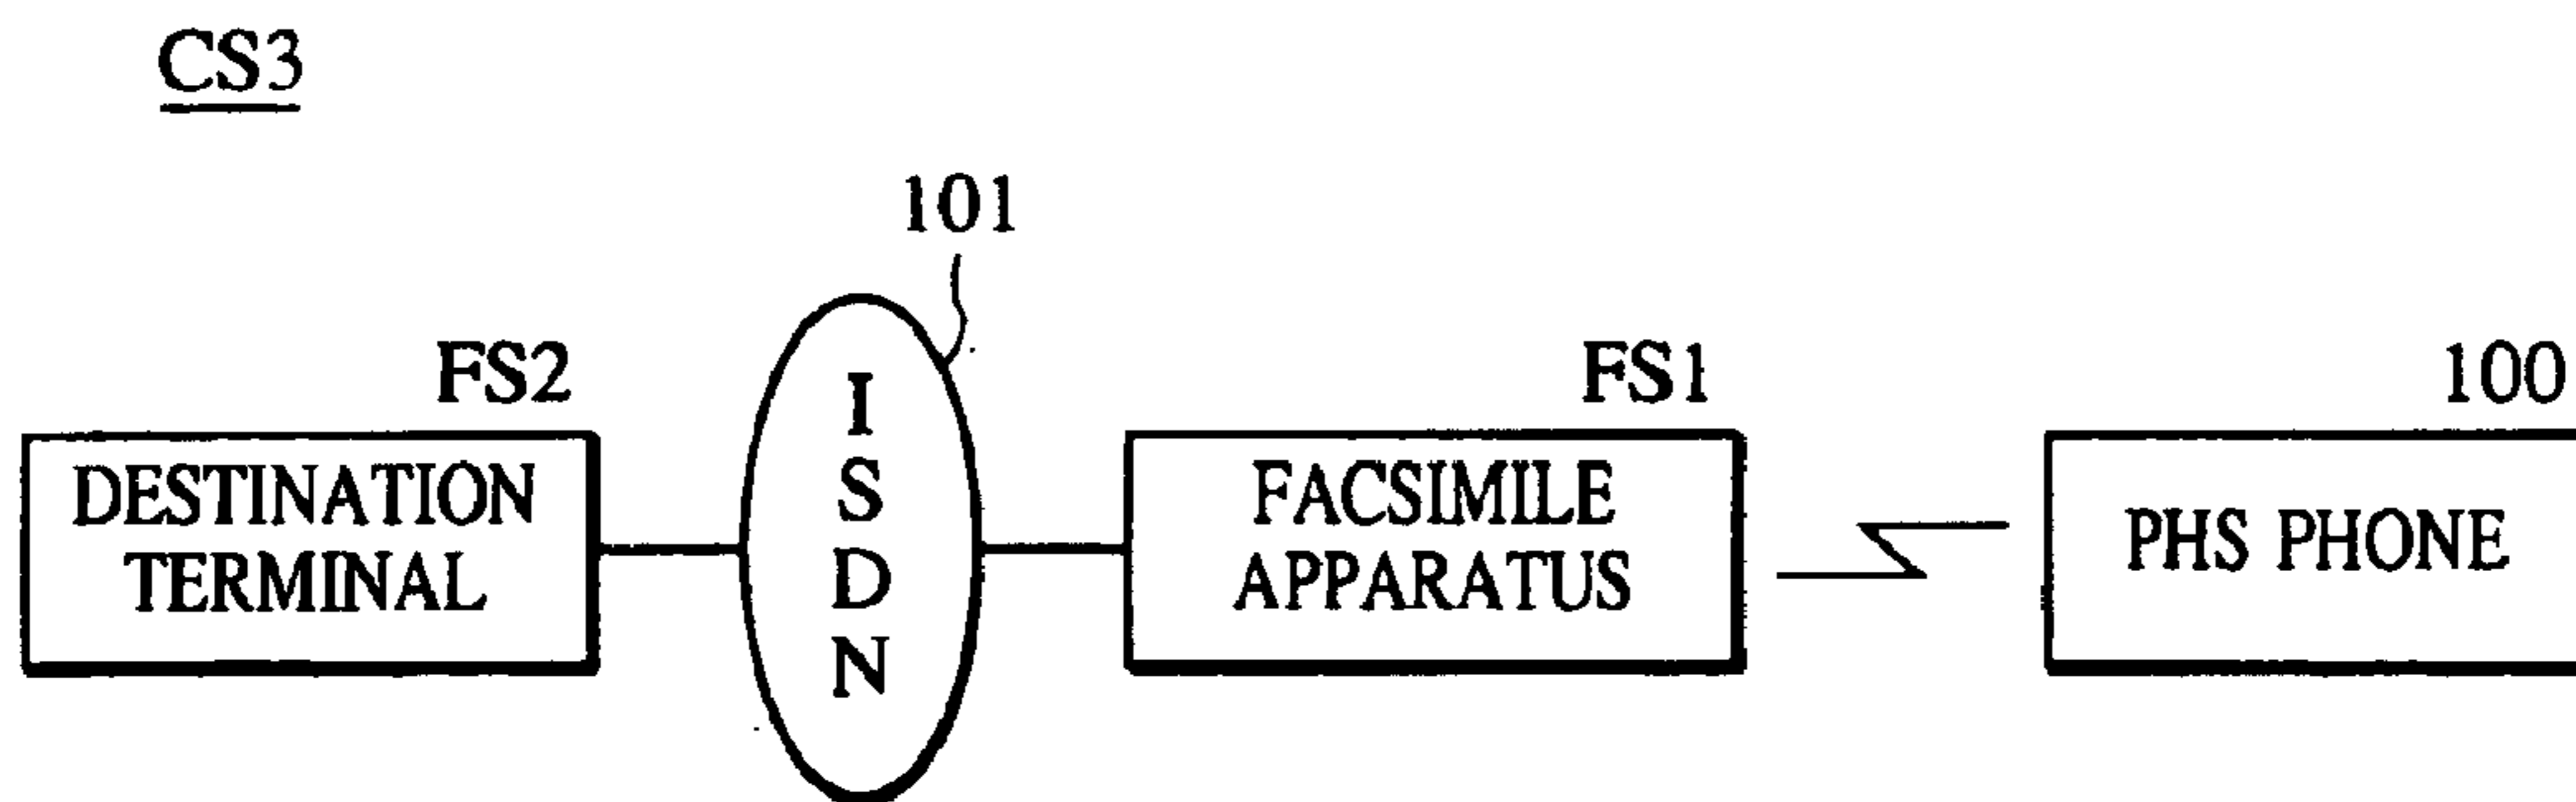 CS3
101
FS2
FS1
100
DESTINATION
TERMINAL
I
S
D
N
FACSIMILE
APPARATUS
PHS PHONE